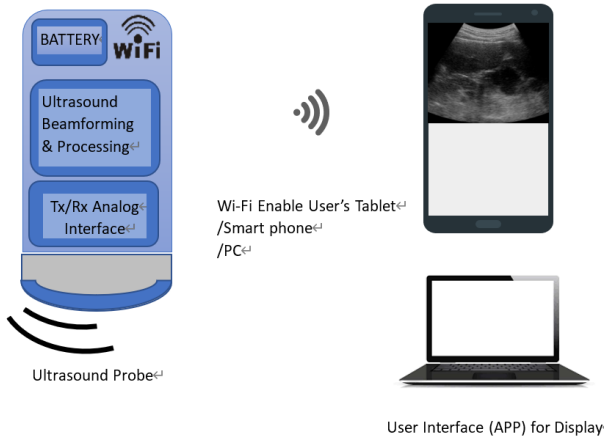 BATTERY
WiFi
Ultrasound
Beamforming
& Processing
Tx/Rx Analog
Interface
Wi-Fi Enable User’s Tablet
/Smart phone
/PC
Ultrasound Probe
User Interface (APP) for Display